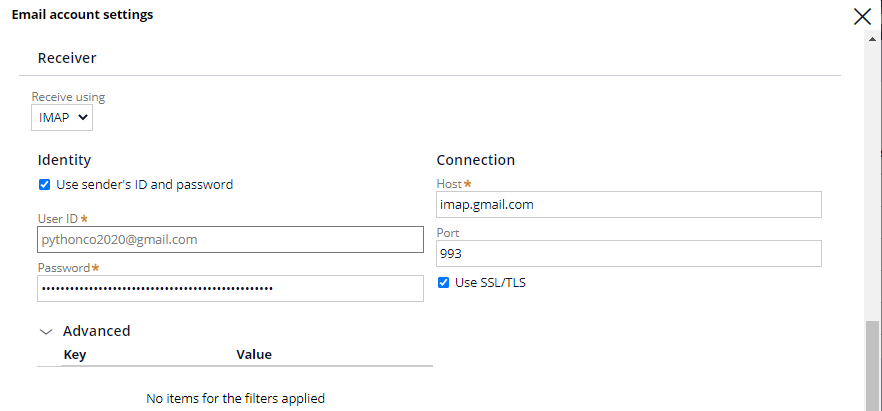 Email account settings
Receiver
Receive using
IMAP
Identity
Use sender's ID and password
User ID *
pythonco2020@gmail.com
Password *
Connection
Host *
imap.gmail.com
Port
993
Use SSL/TLS
Advanced
Key Value
No items for the filters applied